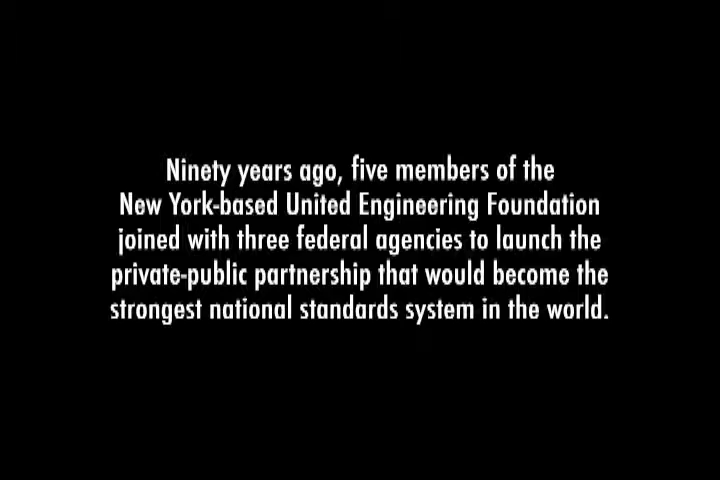 Ninety years ago, five members of the
New York-based United Engineering Foundation
joined with three federal agencies to launch the
private-public partnership that would become the
strongest national standards system in the world.